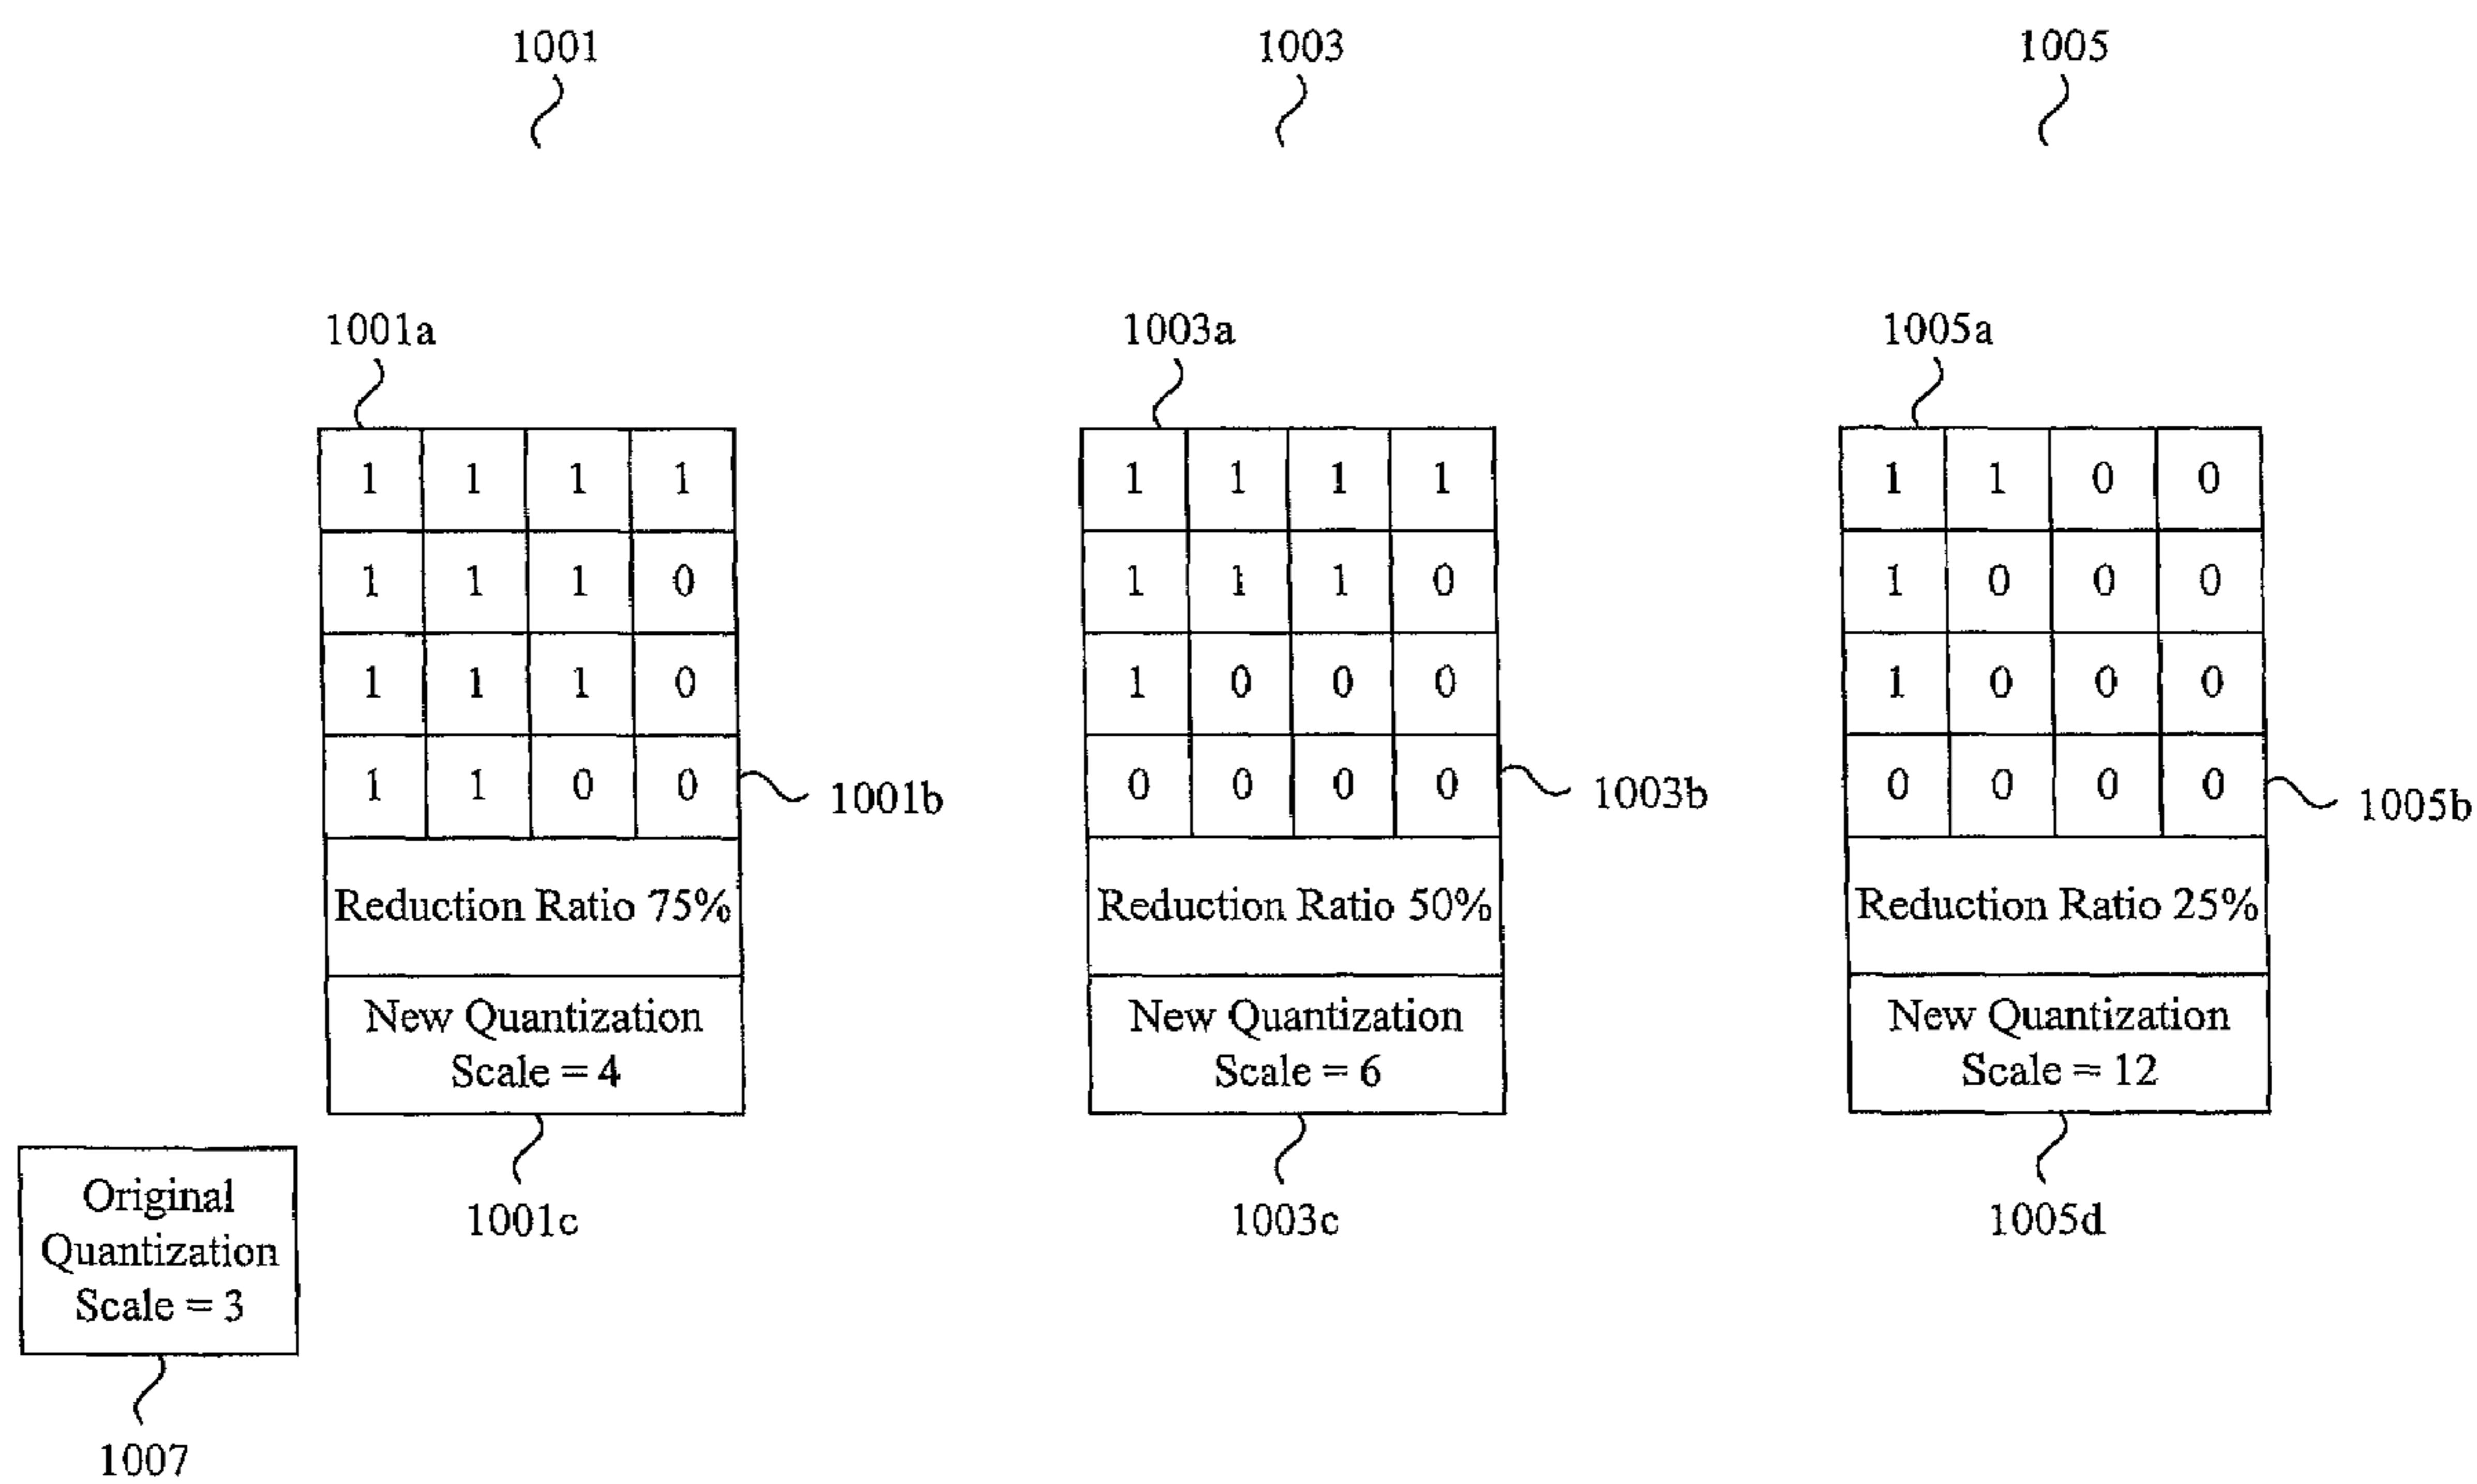 1001 1003 1005
1001a 1003a 1005a
1 1 1 1 1 1 1 1 1 1 0 0
1 1 1 0 1 1 1 0 1 0 0 0
1 1 1 0 1 0 0 0 1 0 0 0
1 1 0 0 1001b 0 0 0 0 1003b 0 0 0 0 1005b
Reduction Ratio 75% Reduction Ratio 50% Reduction Ratio 25%
New Quantization
Scale = 4
New Quantization
Scale = 6
New Quantization
Scale = 12
1001c 1003c 1005d
Original
Quantization
Scale = 3
1007